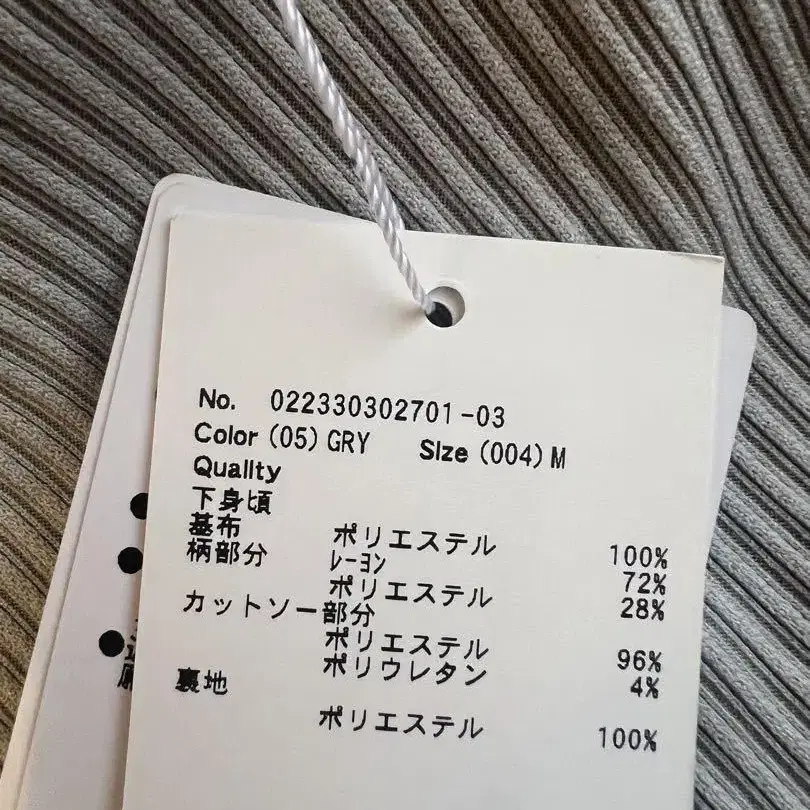 No. 022330302701-03
Color (05) GRY Size (004) M
Quality
下身頃
基布 ポリエステル 100%
柄部分 レーヨン 72%
ポリエステル 28%
カットソー部分
ポリエステル 96%
ポリウレタン 4%
裏地
ポリエステル 100%